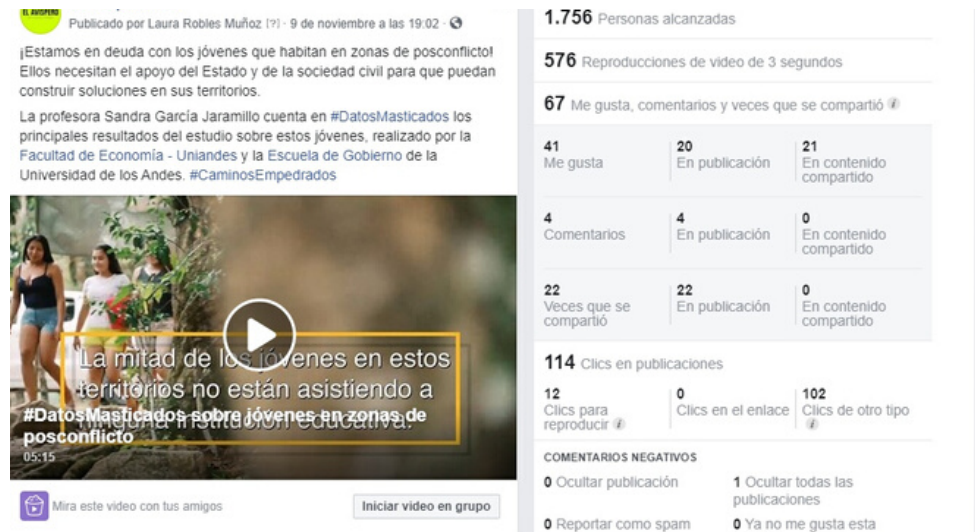 EL AVISPERO
Publicado por Laura Robles Muñoz [?] · 9 de noviembre a las 19:02 ·
¡Estamos en deuda con los jóvenes que habitan en zonas de posconflicto!
Ellos necesitan el apoyo del Estado y de la sociedad civil para que puedan
construir soluciones en sus territorios.
La profesora Sandra García Jaramillo cuenta en #DatosMasticados los
principales resultados del estudio sobre estos jóvenes, realizado por la
Facultad de Economía - Uniandes y la Escuela de Gobierno de la
Universidad de los Andes. #CaminosEmpedrados
La mitad de los jóvenes en estos
territorios no están asistiendo a
ninguna institución educativa.
#DatosMasticados sobre jóvenes en zonas de
posconflicto
05:15
Mira este video con tus amigos
Iniciar video en grupo
1.756 Personas alcanzadas
576 Reproducciones de video de 3 segundos
67 Me gusta, comentarios y veces que se compartió
41 20 21
Me gusta En publicación En contenido
compartido
4 4 0
Comentarios En publicación En contenido
compartido
22 22 0
Veces que se En publicación En contenido
compartió compartido
114 Clics en publicaciones
12 0 102
Clics para Clics en el enlace Clics de otro tipo
reproducir
COMENTARIOS NEGATIVOS
0 Ocultar publicación 1 Ocultar todas las
publicaciones
0 Reportar como spam 0 Ya no me gusta esta